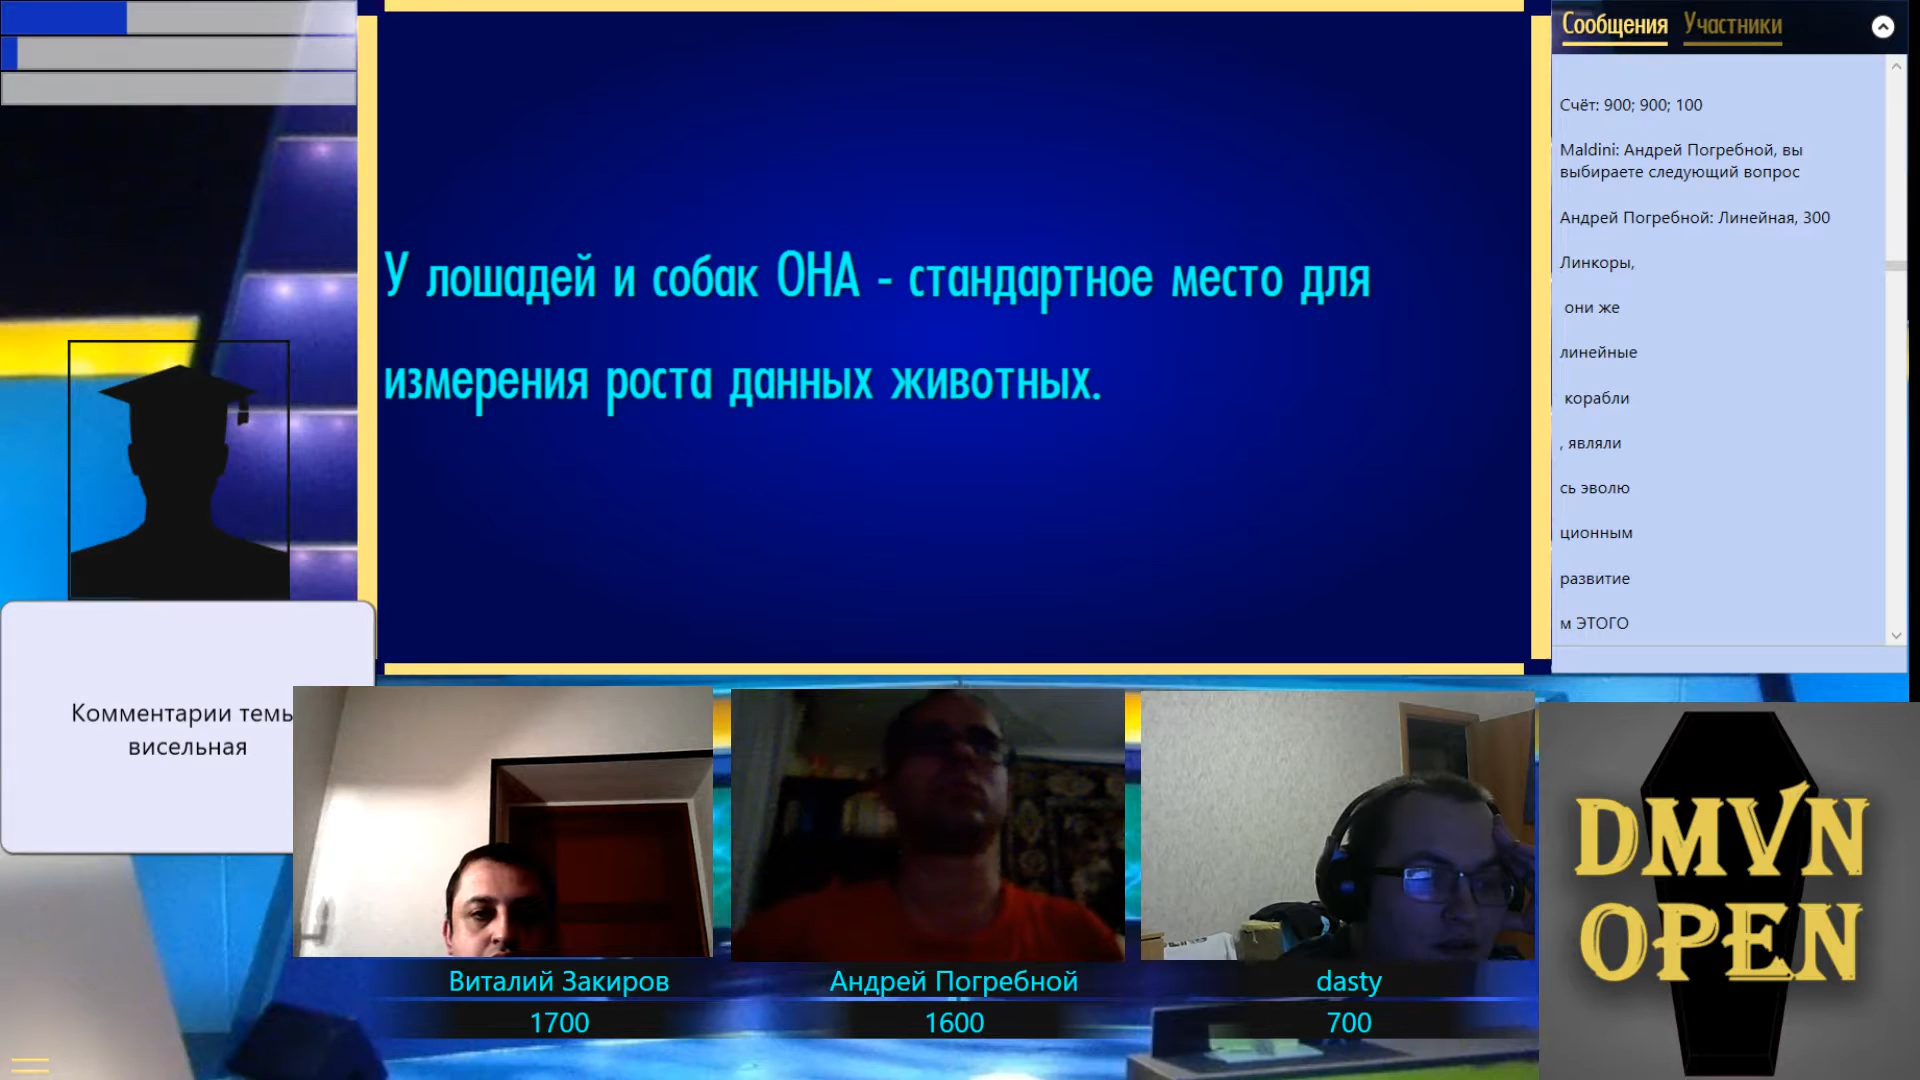 Сообщения Участники
Счёт: 900; 900; 100
Maldini: Андрей Погребной, вы
выбираете следующий вопрос
Андрей Погребной: Линейная, 300
Линкоры,
они же
линейные
корабли
, являли
сь эволю
ционным
развитие
м ЭТОГО
У лошадей и собак ОНА - стандартное место для
измерения роста данных животных.
Комментарии темы
висельная
Виталий Закиров
1700
Андрей Погребной
1600
dasty
700
DMVN
OPEN